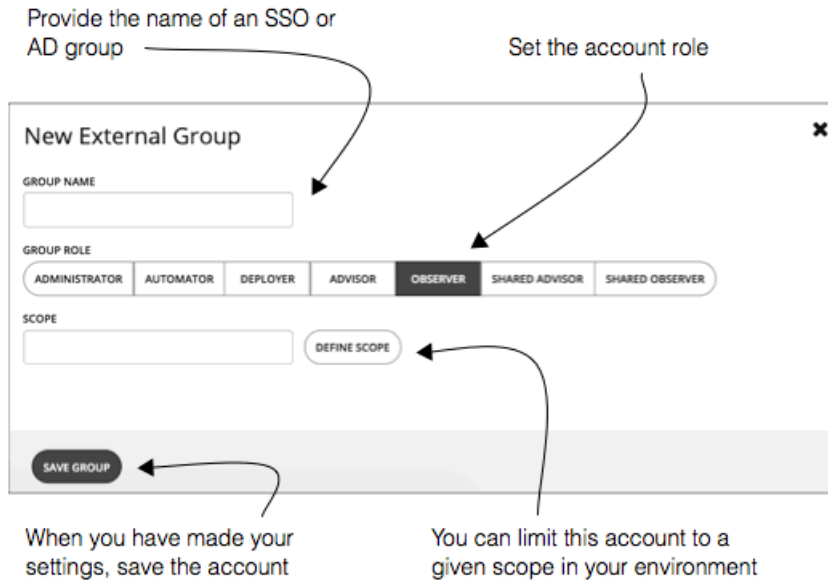 Provide the name of an SSO or
AD group
Set the account role
New External Group
GROUP NAME
GROUP ROLE
ADMINISTRATOR AUTOMATOR DEPLOYER ADVISOR OBSERVER SHARED ADVISOR SHARED OBSERVER
SCOPE
DEFINE SCOPE
SAVE GROUP
When you have made your
settings, save the account
You can limit this account to a
given scope in your environment